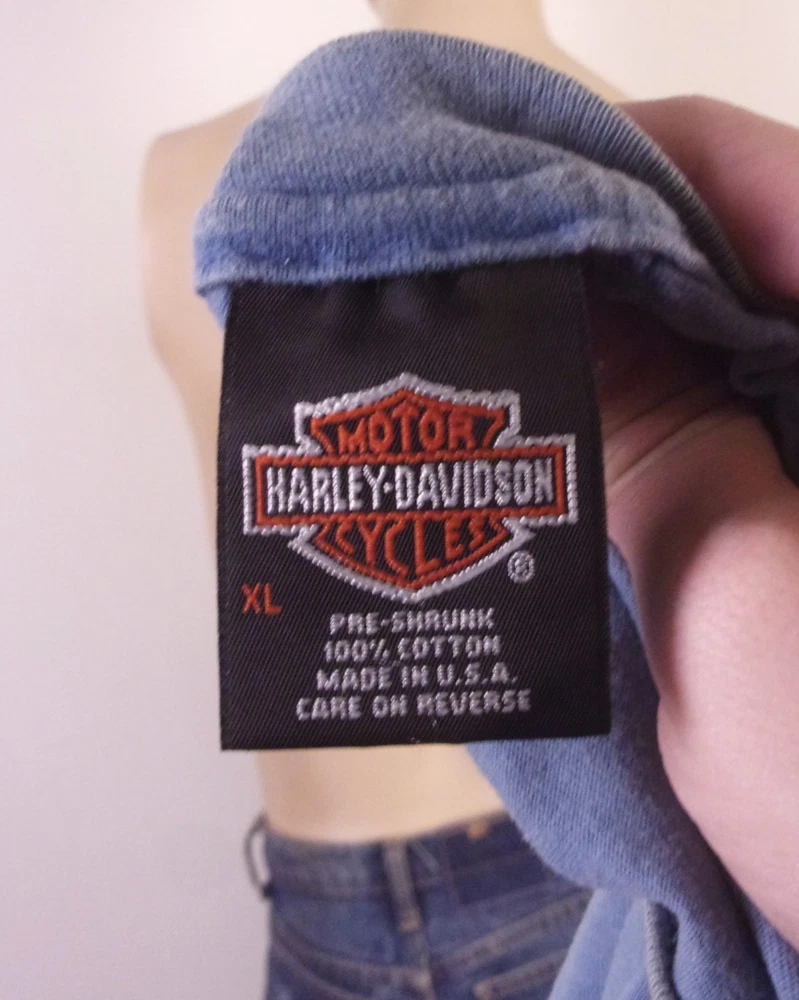 MOTOR
HARLEY-DAVIDSON
CYCLES
®
XL
PRE-SHRUNK
100% COTTON
MADE IN U.S.A.
CARE ON REVERSE